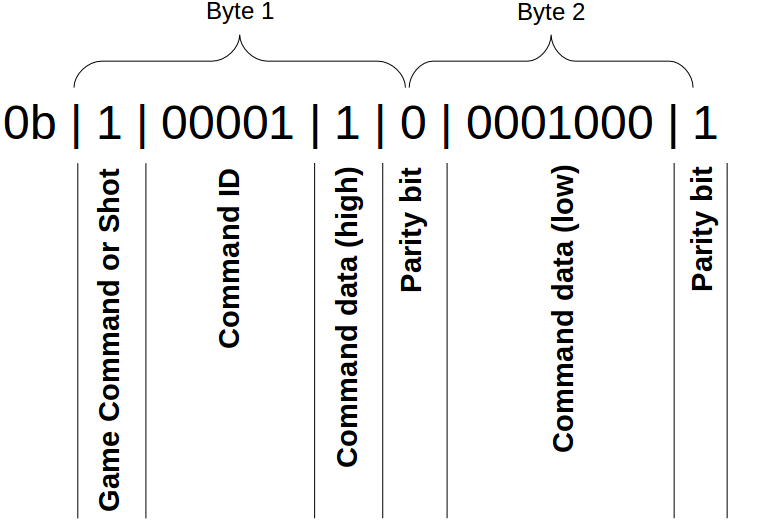 Byte 1
Byte 2
0b | 1 | 00001 | 1 | 0 | 0001000 | 1
Game Command or Shot
Command ID
Command data (high)
Parity bit
Command data (low)
Parity bit